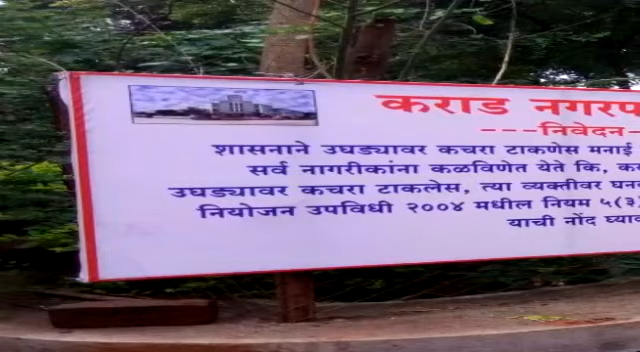 कराड नगरप
---निवेदन-
शासनाने उघड्यावर कचरा टाकणेस मनाई
सर्व नागरीकांना कळविणेत येते कि, क
उघड्यावर कचरा टाकलेस, त्या व्यक्तीवर घन
नियोजन उपविधी २००४ मधील नियम ५(३)
याची नोंद घ्याव